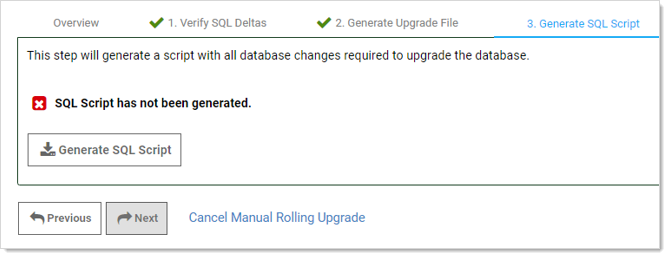 Overview
1. Verify SQL Deltas
2. Generate Upgrade File
3. Generate SQL Script
This step will generate a script with all database changes required to upgrade the database.
SQL Script has not been generated.
Generate SQL Script
Previous
Next
Cancel Manual Rolling Upgrade